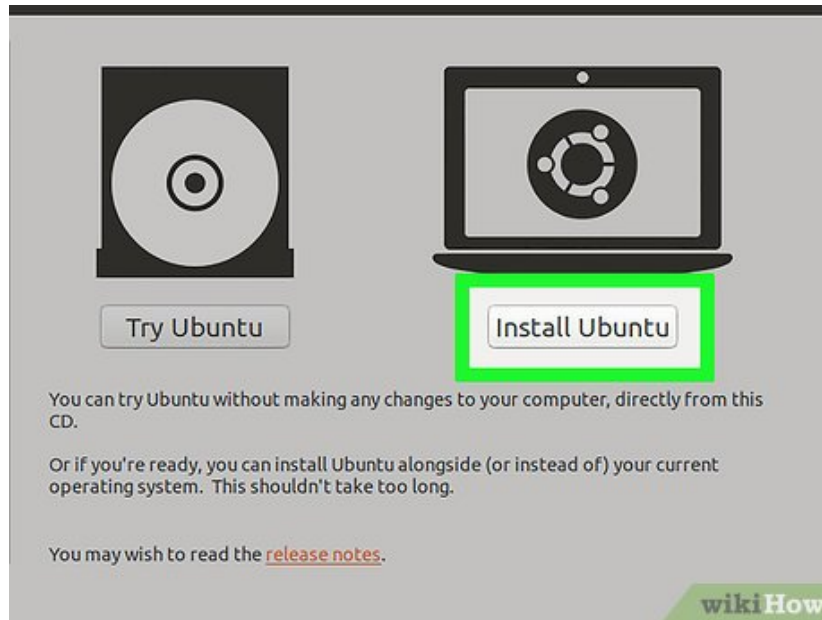 Try Ubuntu
Install Ubuntu
You can try Ubuntu without making any changes to your computer, directly from this
CD.
Or if you're ready, you can install Ubuntu alongside (or instead of) your current
operating system. This shouldn't take too long.
You may wish to read the release notes.
wikiHow